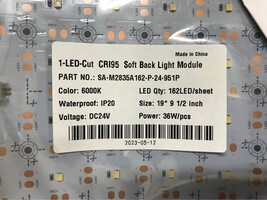 Made in China
1-LED-Cut CRI95 Soft Back Light Module
PART NO.: SA-M2835A162-P-24-951P
Color: 6000K LED Qty: 162LED/sheet
Waterproof: IP20 Size: 19" 9 1/2 inch
Voltage: DC24V Power: 36W/pcs
2023-05-12